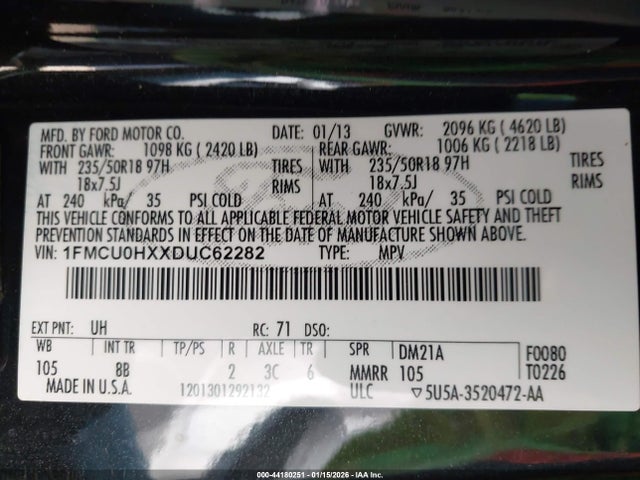 MFD. BY FORD MOTOR CO. DATE: 01/13 GVWR: 2096 KG ( 4620 LB)
FRONT GAWR: 1098 KG ( 2420 LB) REAR GAWR: 1006 KG ( 2218 LB)
WITH 235/50R18 97H TIRES WITH 235/50R18 97H TIRES
18x7.5J RIMS 18x7.5J RIMS
AT 240 kPa/ 35 PSI COLD AT 240 kPa/ 35 PSI COLD
THIS VEHICLE CONFORMS TO ALL APPLICABLE FEDERAL MOTOR VEHICLE SAFETY AND THEFT
PREVENTION STANDARDS IN EFFECT ON THE DATE OF MANUFACTURE SHOWN ABOVE.
VIN: 1FMCU0HXXDUC62282 TYPE: MPV
EXT PNT: UH RC: 71 DSO:
WB INT TR TP/PS R AXLE TR SPR DM21A F0080
105 8B 2 3C 6 MMRR 105 T0226
MADE IN U.S.A. 1201301292132 ULC ▽5U5A-3520472-AA
000-44180251 - 01/15/2026 - IAA Inc.